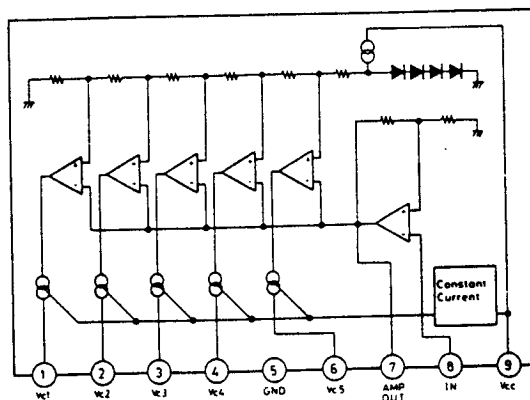 Constant
Current
1 2 3 4 5 6 7 8 9
Vc1 Vc2 Vc3 Vc4 GND Vc5 AMP OUT IN Vcc